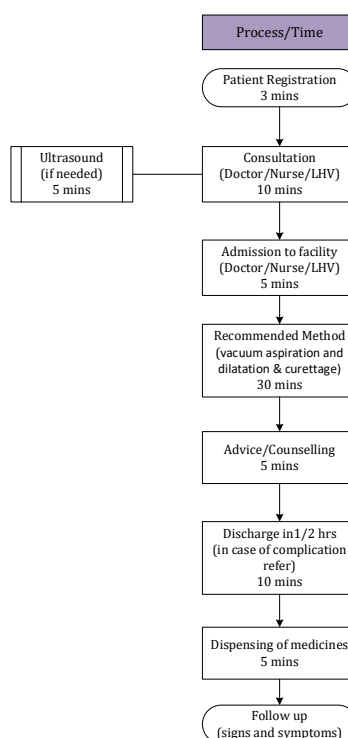 Process/Time
Patient Registration
3 mins
Ultrasound
(if needed)
5 mins
Consultation
(Doctor/Nurse/LHV)
10 mins
Admission to facility
(Doctor/Nurse/LHV)
5 mins
Recommended Method
(vacuum aspiration and
dilatation & curettage)
30 mins
Advice/Counselling
5 mins
Discharge in1/2 hrs
(in case of complication
refer)
10 mins
Dispensing of medicines
5 mins
Follow up
(signs and symptoms)